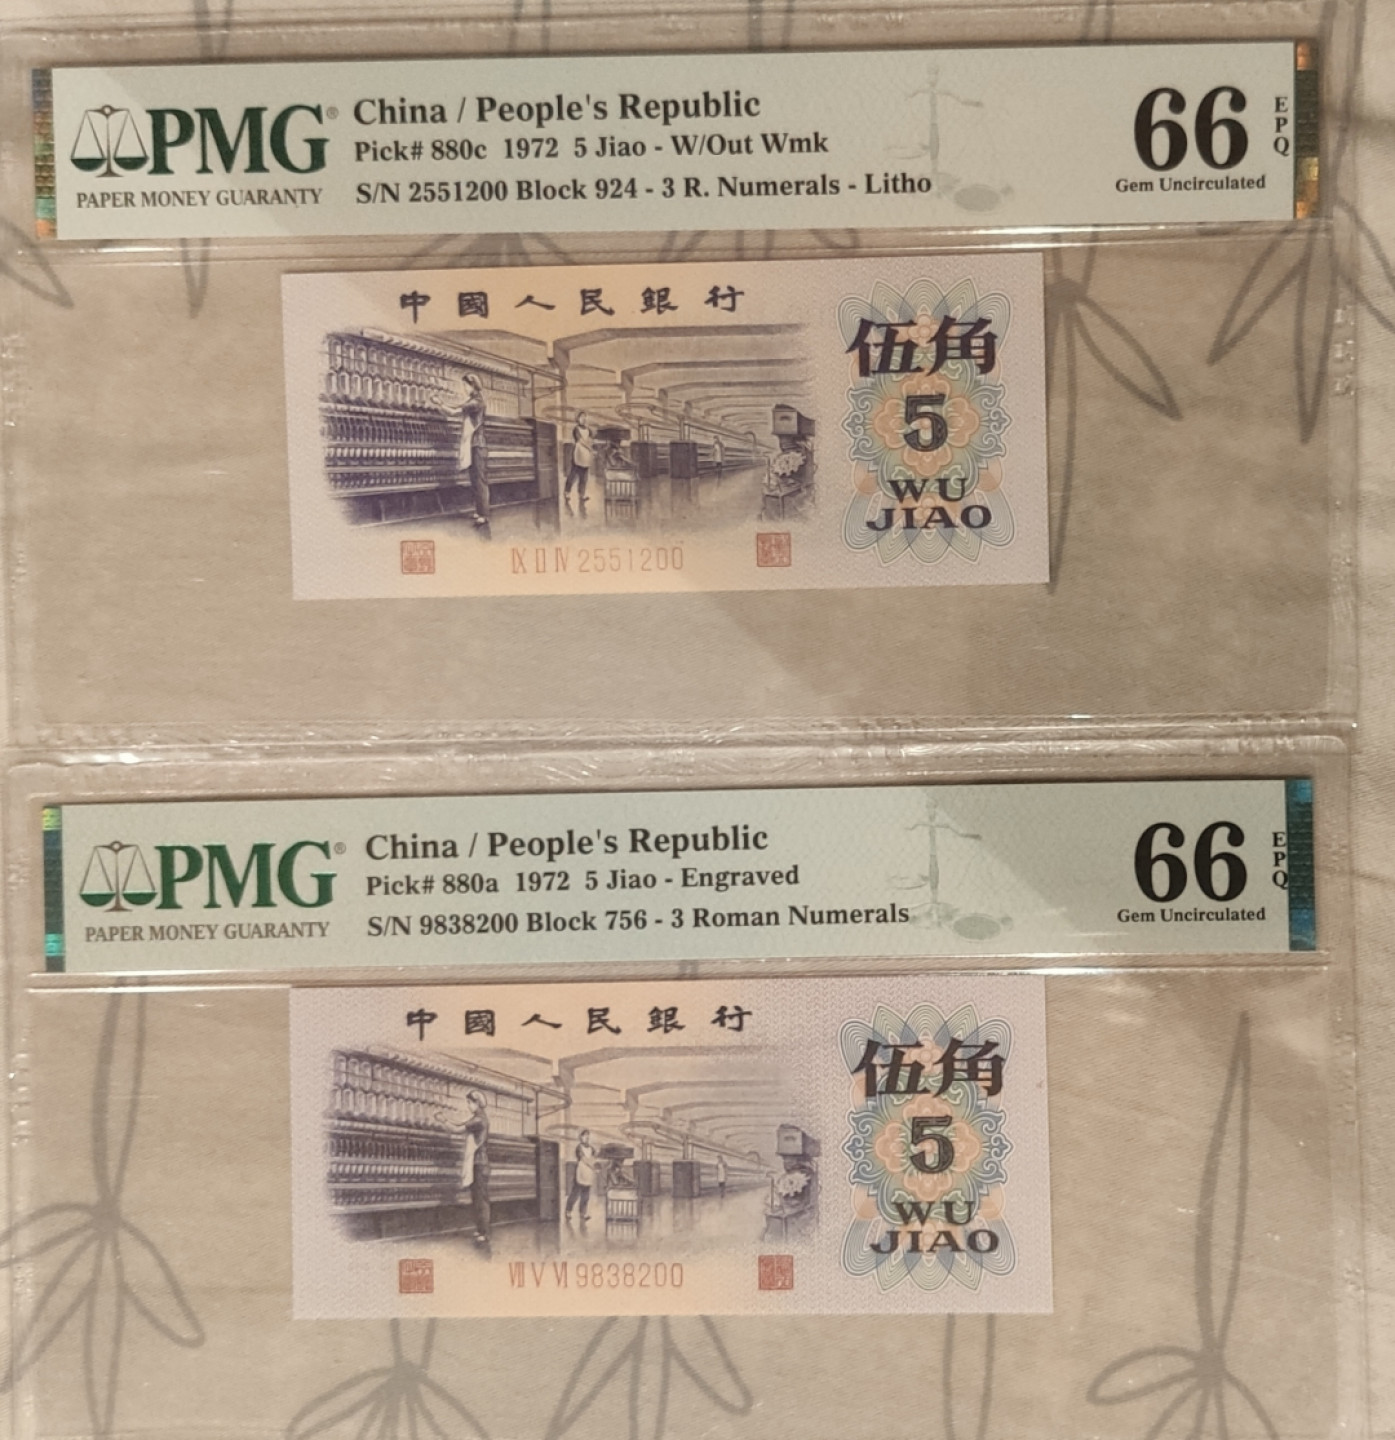 PMG®
PAPER MONEY GUARANTY
China / People's Republic
Pick# 880c 1972 5 Jiao - W/Out Wmk
S/N 2551200 Block 924 - 3 R. Numerals - Litho
66 EPQ
Gem Uncirculated
中國人民銀行
伍角
5
WU
JIAO
IX II IV 2551200
PMG®
PAPER MONEY GUARANTY
China / People's Republic
Pick# 880a 1972 5 Jiao - Engraved
S/N 9838200 Block 756 - 3 Roman Numerals
66 EPQ
Gem Uncirculated
中國人民銀行
伍角
5
WU
JIAO
VII V VI 9838200